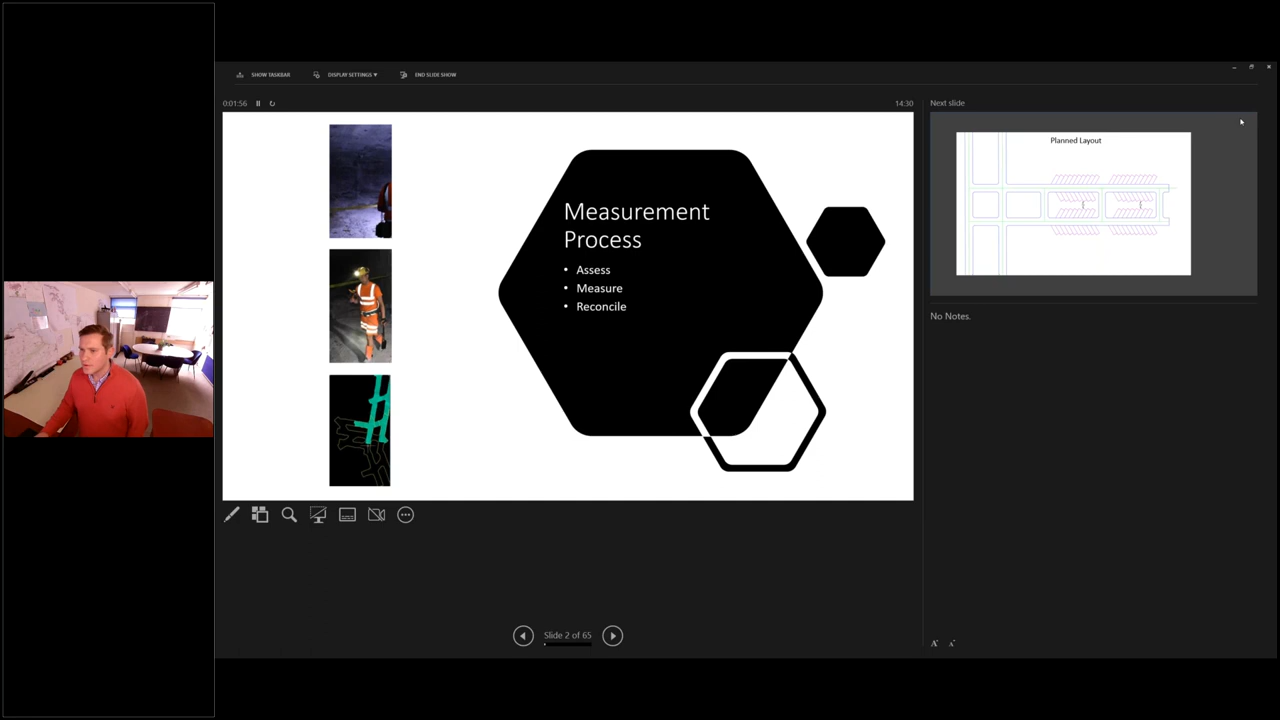 SHOW TASKBAR
DISPLAY SETTINGS ▾
END SLIDE SHOW
0:01:56
14:30
Next slide
Measurement
Process
• Assess
• Measure
• Reconcile
Planned Layout
No Notes.
Slide 2 of 65
A A